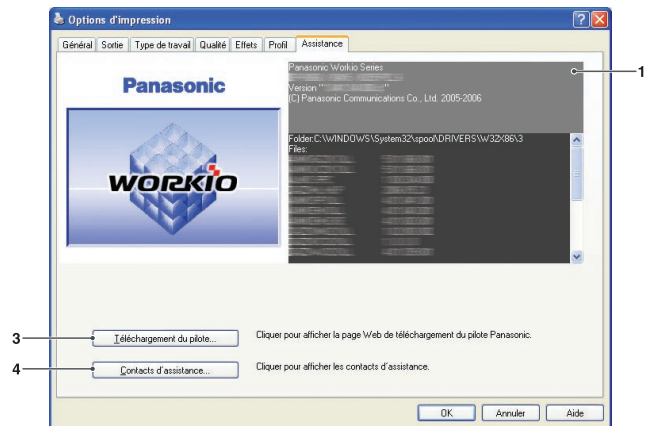 Options d'impression
Général Sortie Type de travail Qualité Effets Profil Assistance
Panasonic
WORKIO
Panasonic Workio Series
Version "
"
(C) Panasonic Communications Co., Ltd. 2005-2006
Folder:C:\WINDOWS\System32\spool\DRIVERS\W32X86\3
Files:
1
3
Téléchargement du pilote...
Cliquer pour afficher la page Web de téléchargement du pilote Panasonic.
4
Contacts d'assistance...
Cliquer pour afficher les contacts d'assistance.
OK Annuler Aide